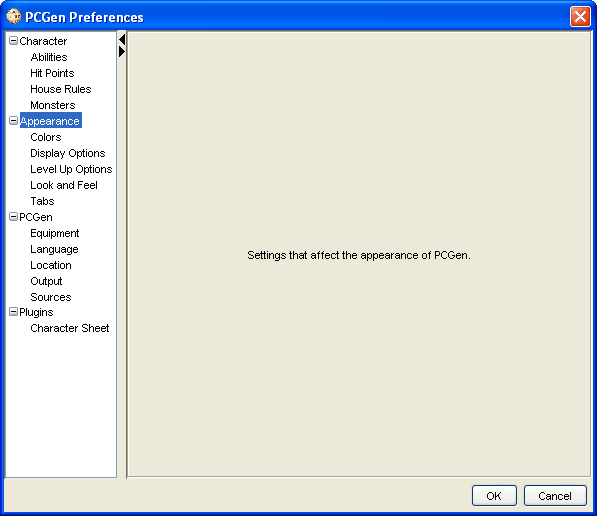 PCGen Preferences
Character
Abilities
Hit Points
House Rules
Monsters
Appearance
Colors
Display Options
Level Up Options
Look and Feel
Tabs
PCGen
Equipment
Language
Location
Output
Sources
Plugins
Character Sheet
Settings that affect the appearance of PCGen.
OK
Cancel